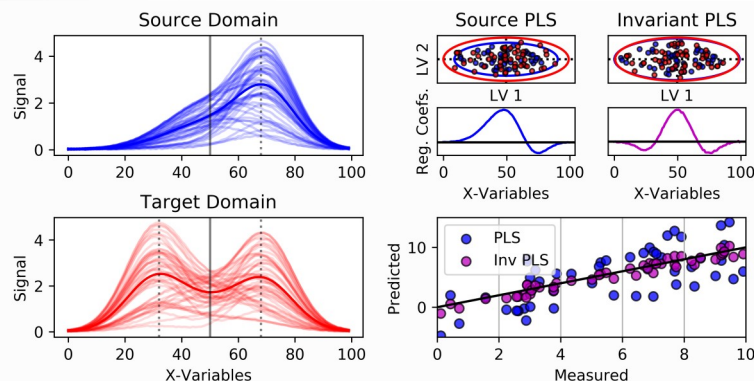 Source Domain
Signal
4
2
0
0 20 40 60 80 100
Target Domain
Signal
4
2
0
0 20 40 60 80 100
X-Variables
Source PLS
LV 2
LV 1
Invariant PLS
LV 1
Reg. Coefs.
0 50 100
X-Variables
0 50 100
X-Variables
Predicted
10
0
PLS
Inv PLS
0 2 4 6 8 10
Measured